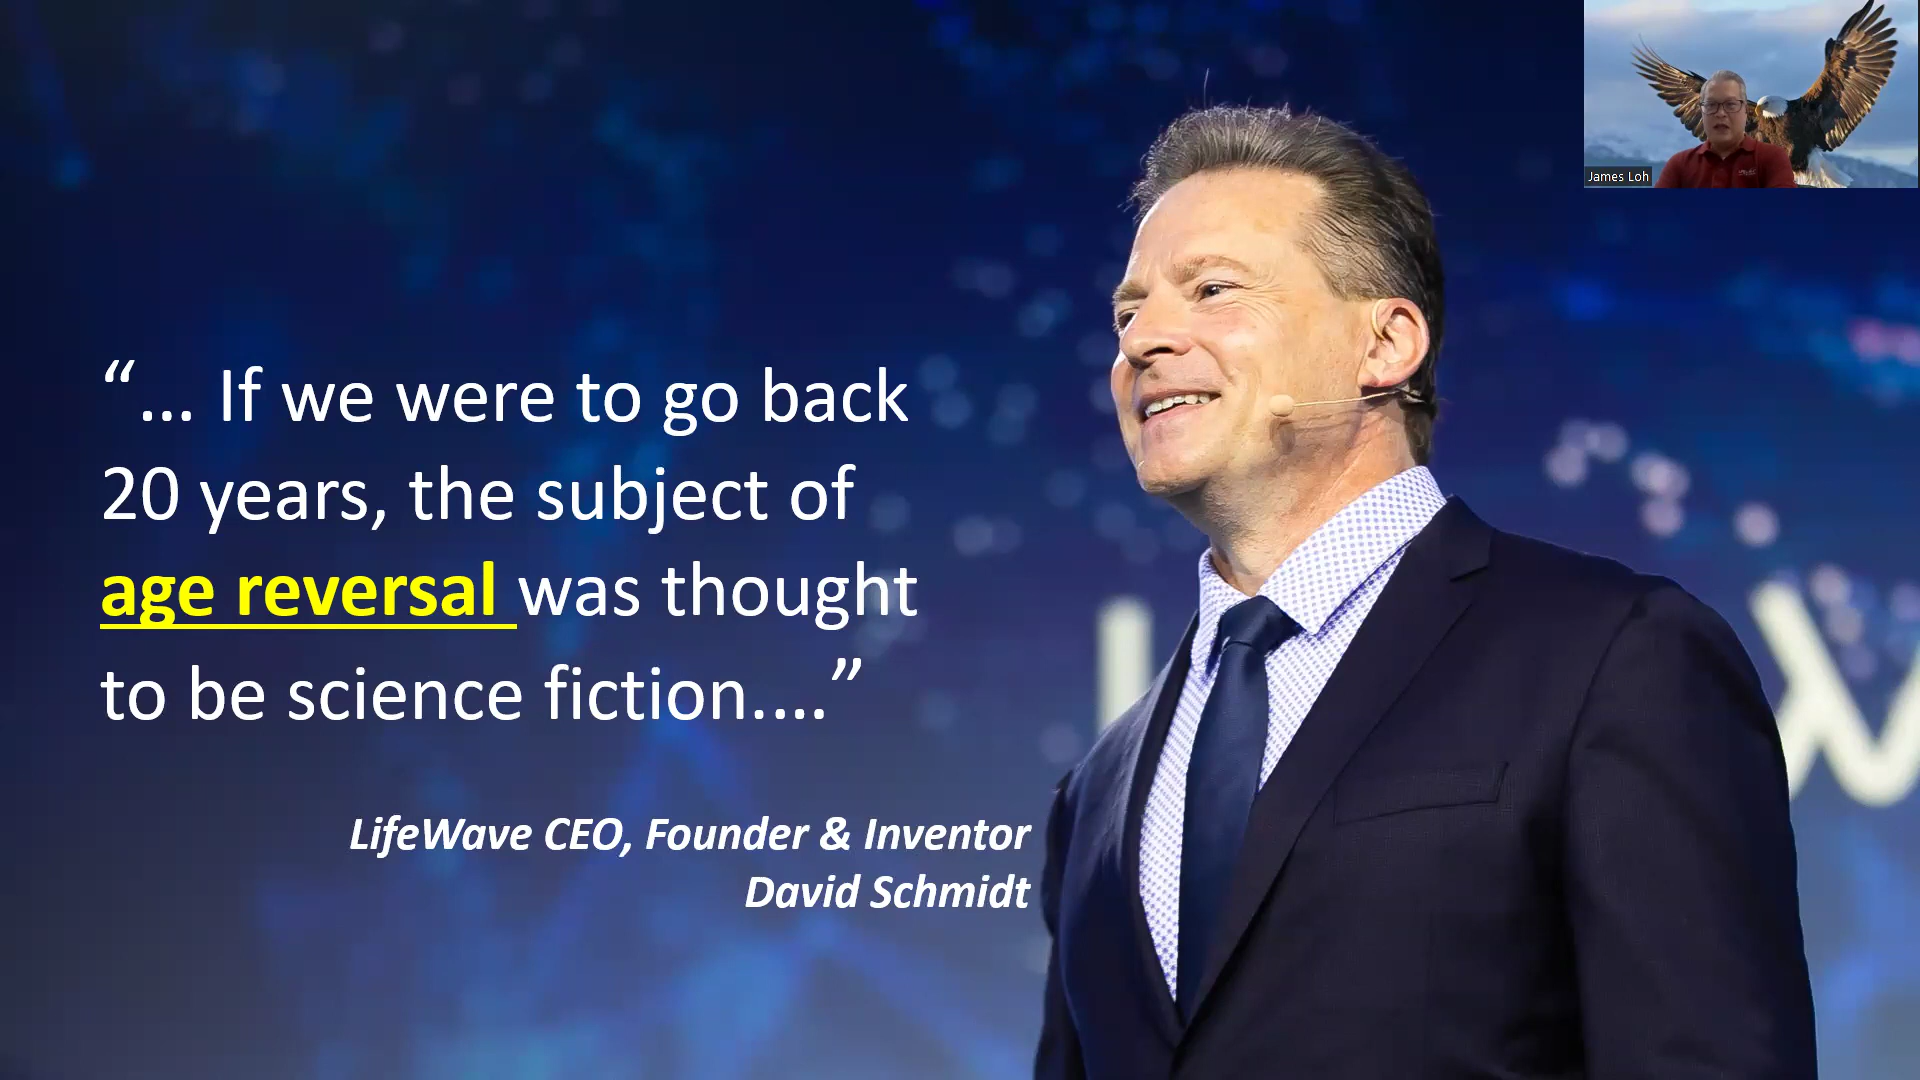 James Loh
“... If we were to go back
20 years, the subject of
age reversal was thought
to be science fiction....”
LifeWave CEO, Founder & Inventor
David Schmidt